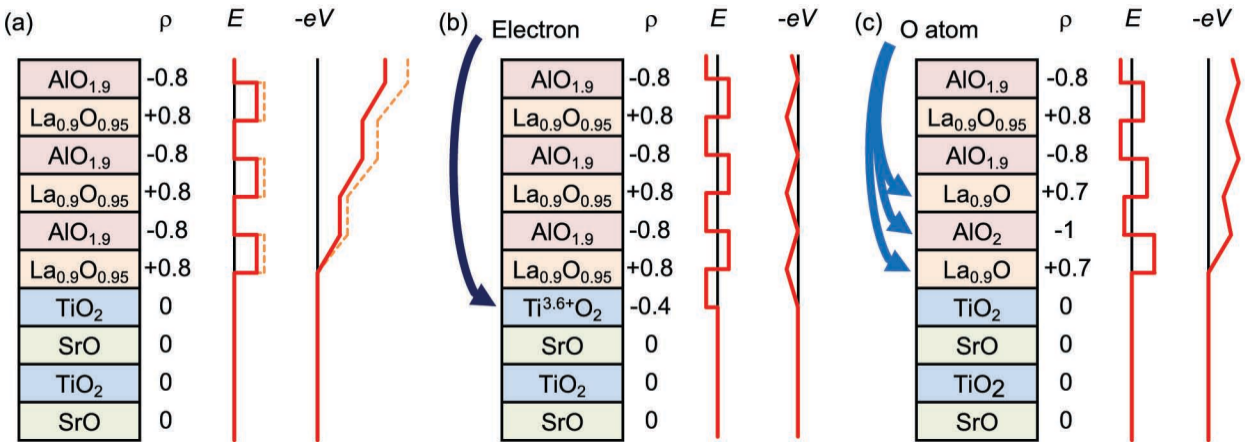 (a) ρ E -eV
AlO1.9 -0.8
La0.9O0.95 +0.8
AlO1.9 -0.8
La0.9O0.95 +0.8
AlO1.9 -0.8
La0.9O0.95 +0.8
TiO2 0
SrO 0
TiO2 0
SrO 0
(b) Electron ρ E -eV
AlO1.9 -0.8
La0.9O0.95 +0.8
AlO1.9 -0.8
La0.9O0.95 +0.8
AlO1.9 -0.8
La0.9O0.95 +0.8
Ti3.6+O2 -0.4
SrO 0
TiO2 0
SrO 0
(c) O atom ρ E -eV
AlO1.9 -0.8
La0.9O0.95 +0.8
AlO1.9 -0.8
La0.9O +0.7
AlO2 -1
La0.9O +0.7
TiO2 0
SrO 0
TiO2 0
SrO 0